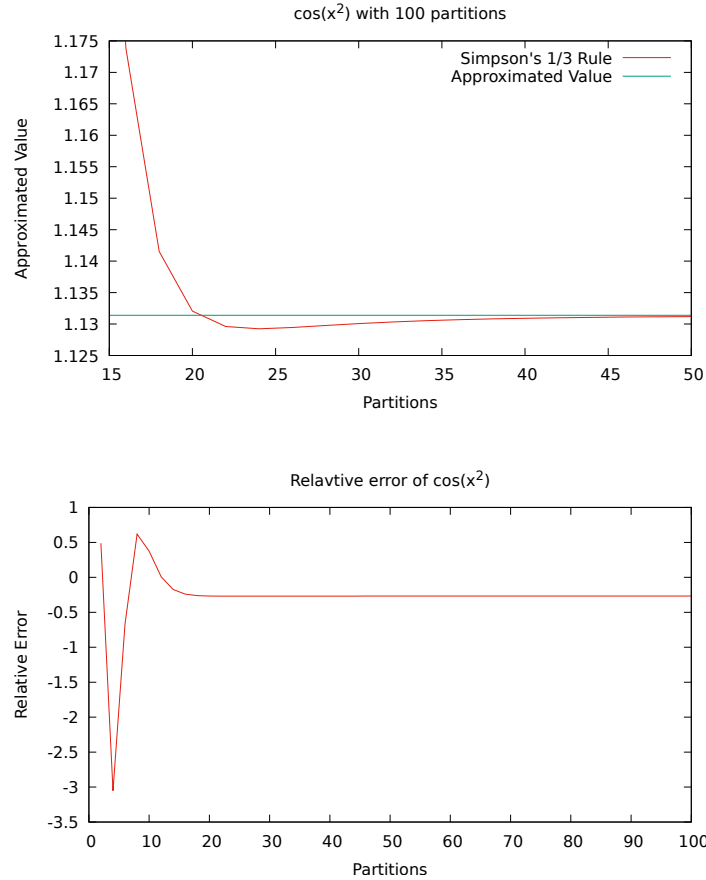 cos(x²) with 100 partitions
1.175
1.17
1.165
1.16
1.155
1.15
1.145
1.14
1.135
1.13
1.125
Approximated Value
Simpson's 1/3 Rule
Approximated Value
15 20 25 30 35 40 45 50
Partitions
Relavtive error of cos(x²)
1
0.5
0
-0.5
-1
-1.5
-2
-2.5
-3
-3.5
Relative Error
0 10 20 30 40 50 60 70 80 90 100
Partitions